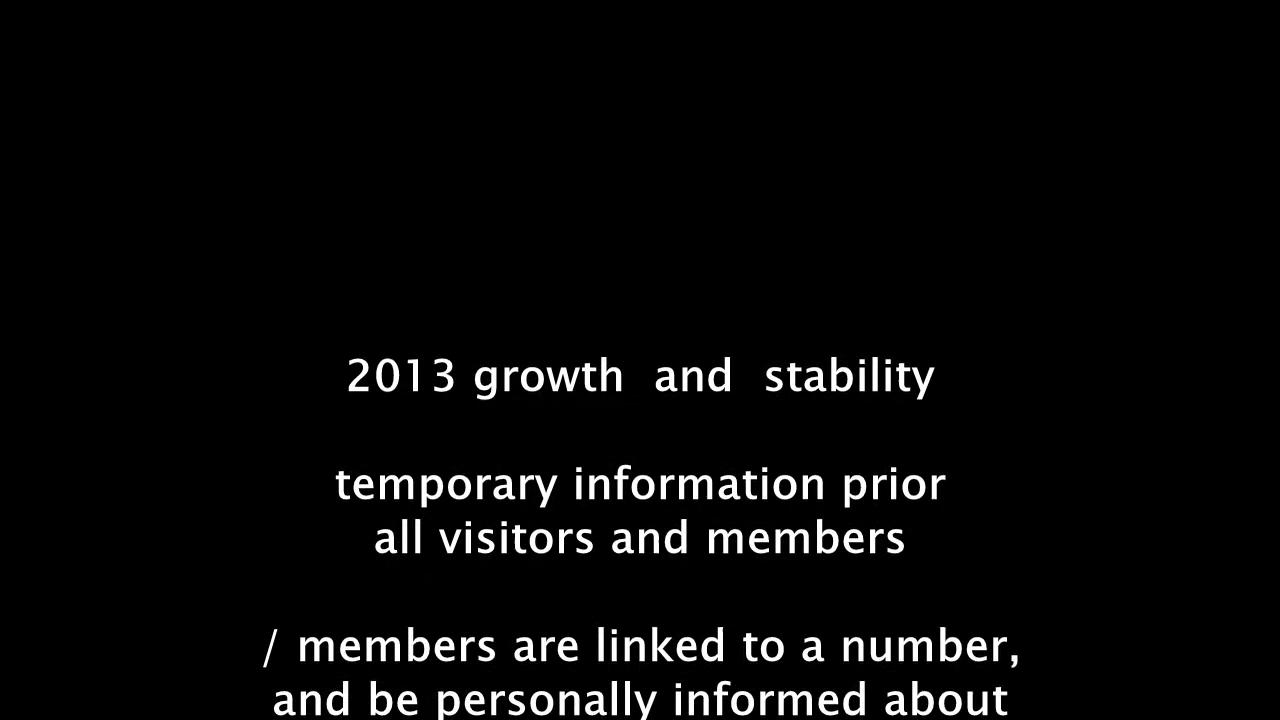 2013 growth  and  stability
temporary information prior
all visitors and members
/ members are linked to a number,
and be personally informed about